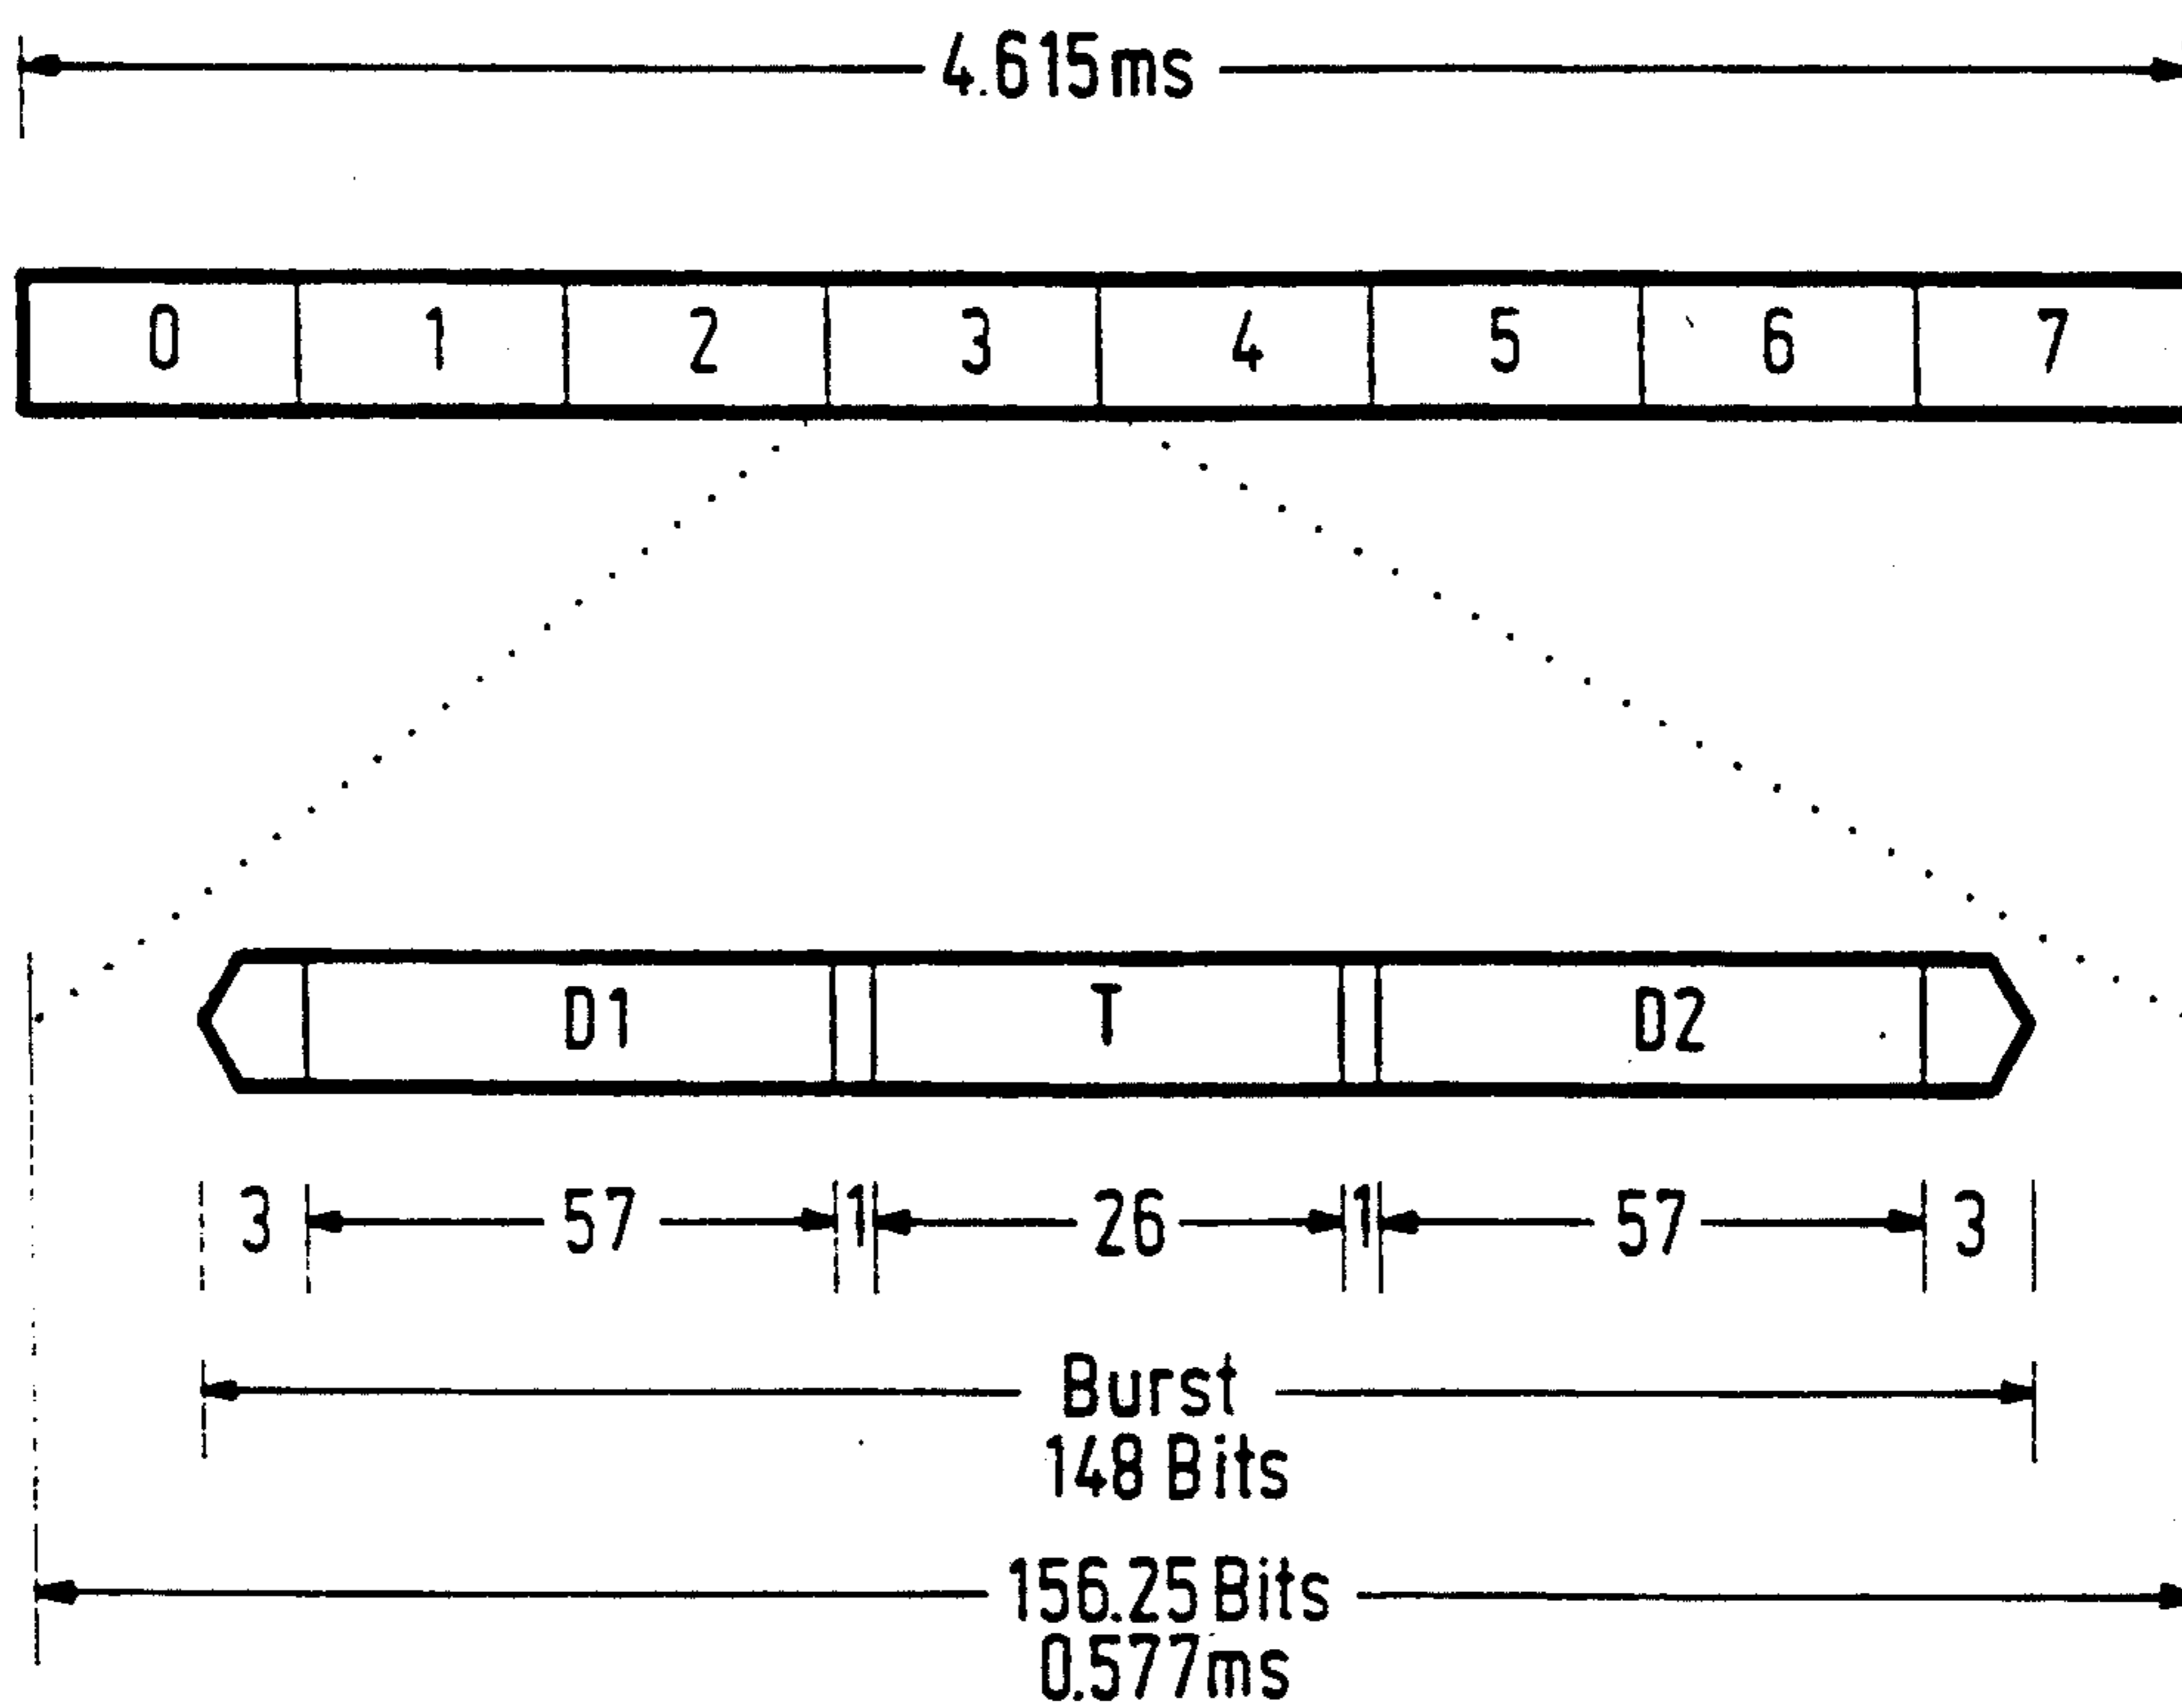 4.615ms
0 1 2 3 4 5 6 7
D1 T D2
3 57 1 26 1 57 3
Burst
148 Bits
156.25 Bits
0.577ms